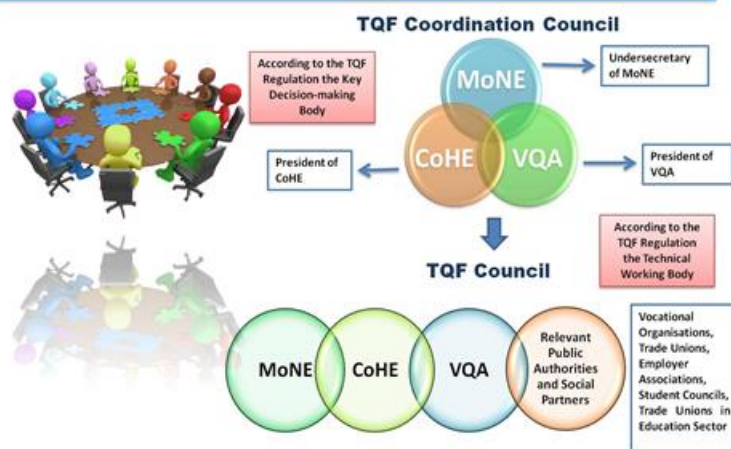 TQF Coordination Council
According to the TQF
Regulation the Key
Decision-making
Body
MoNE
Undersecretary
of MoNE
CoHE
VQA
President of
CoHE
President of
VQA
According to the
TQF Regulation
the Technical
Working Body
TQF Council
MoNE
CoHE
VQA
Relevant
Public
Authorities
and Social
Partners
Vocational
Organisations,
Trade Unions,
Employer
Associations,
Student Councils,
Trade Unions in
Education Sector